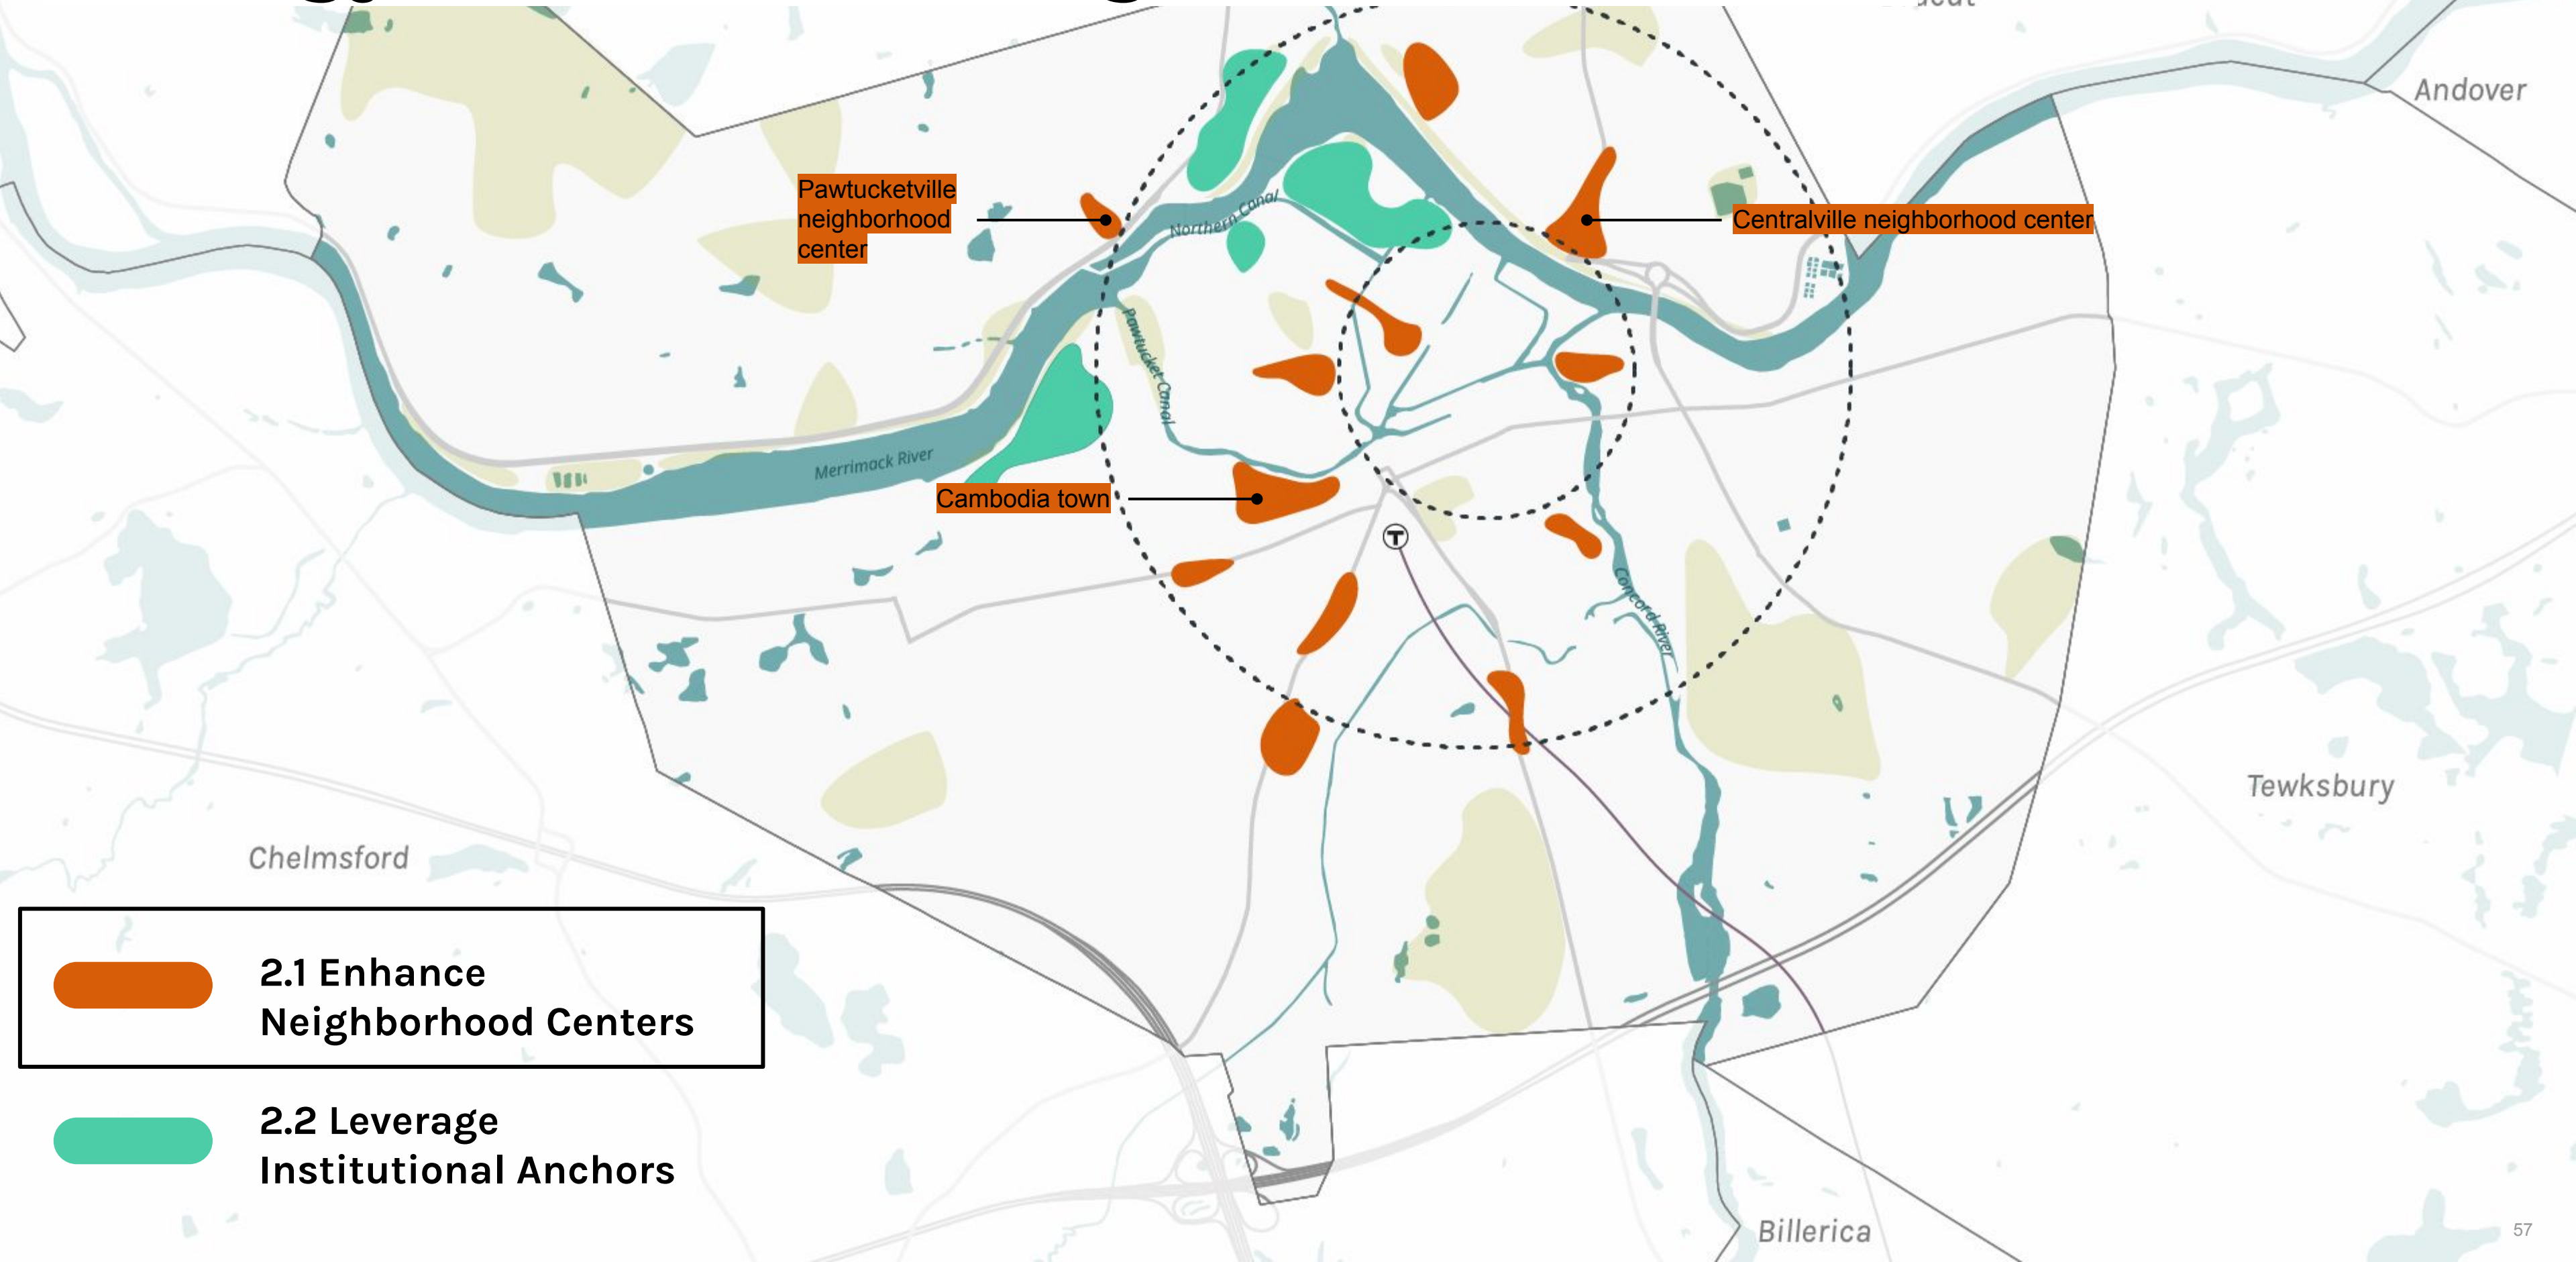 Andover
Pawtucketville
neighborhood
center
Northern Canal
Centralville neighborhood center
Pawtucket Canal
Merrimack River
Cambodia town
T
Concord River
Tewksbury
Chelmsford
2.1 Enhance
Neighborhood Centers
2.2 Leverage
Institutional Anchors
Billerica
57